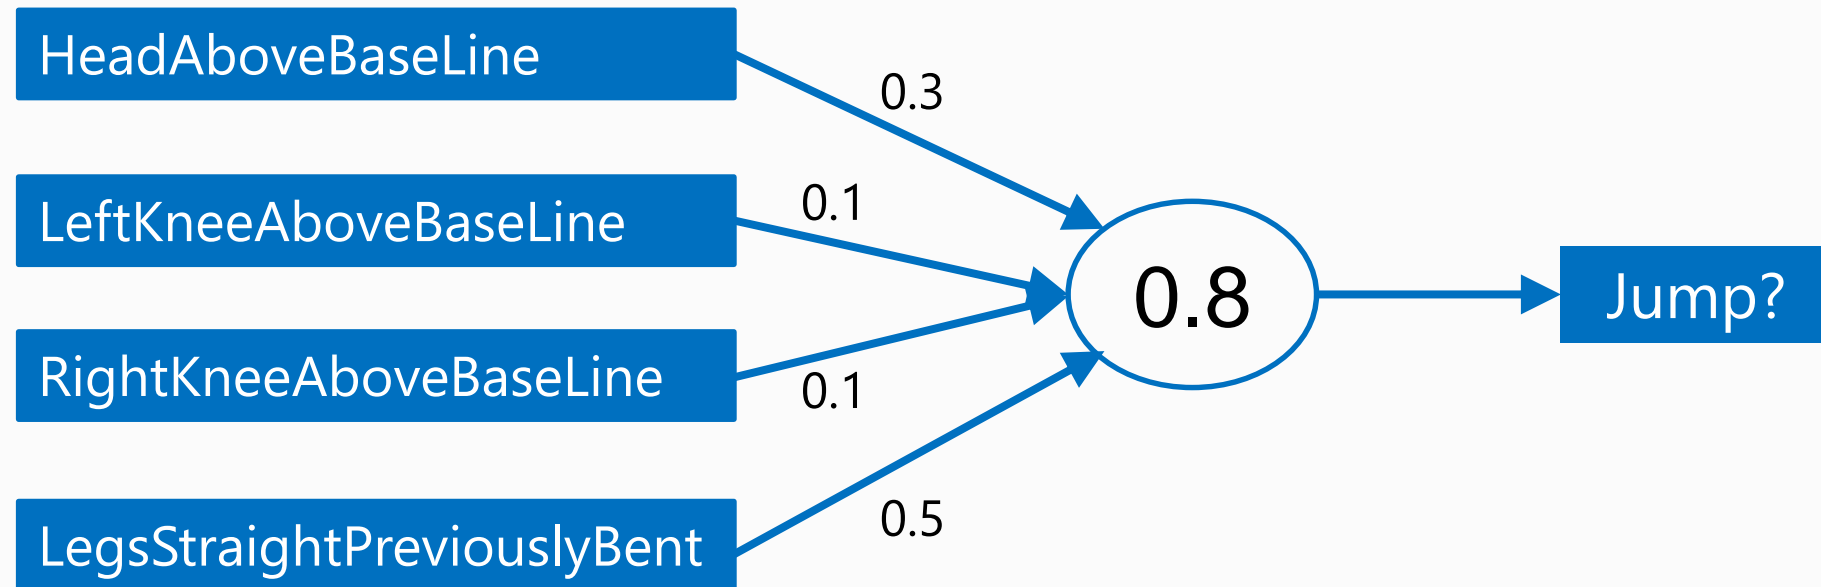 HeadAboveBaseLine
0.3
LeftKneeAboveBaseLine
0.1
0.8
Jump?
RightKneeAboveBaseLine
0.1
LegsStraightPreviouslyBent
0.5